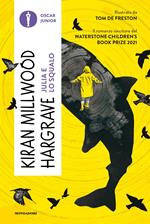 OSCAR
JUNIOR
Illustrato da
TOM DE FRESTON
Il romanzo vincitore del
WATERSTONE CHILDREN'S
BOOK PRIZE 2021
KIRAN MILLWOOD
HARGRAVE
JULIA E
LO SQUALO
MONDADORI